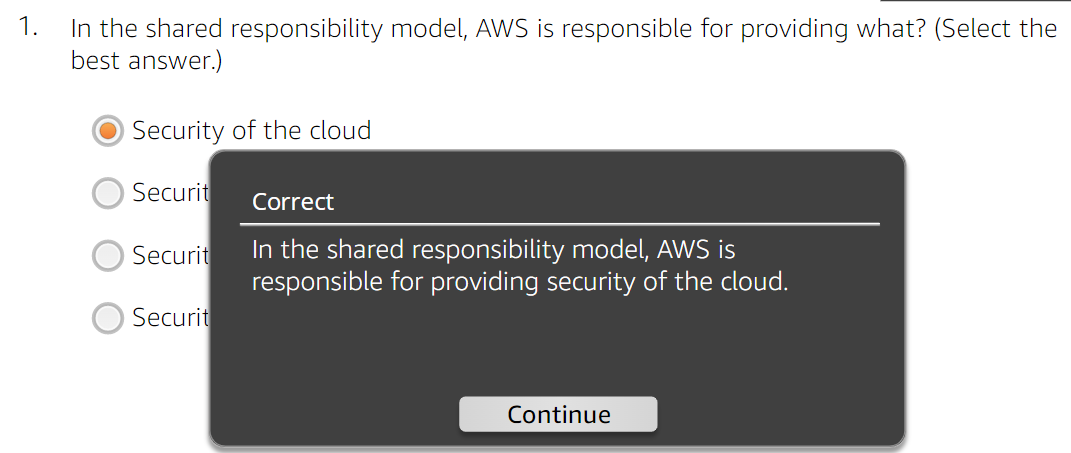 1. In the shared responsibility model, AWS is responsible for providing what? (Select the
best answer.)
Security of the cloud
Securit
Correct
In the shared responsibility model, AWS is
Securit
responsible for providing security of the cloud.
Securit
Continue